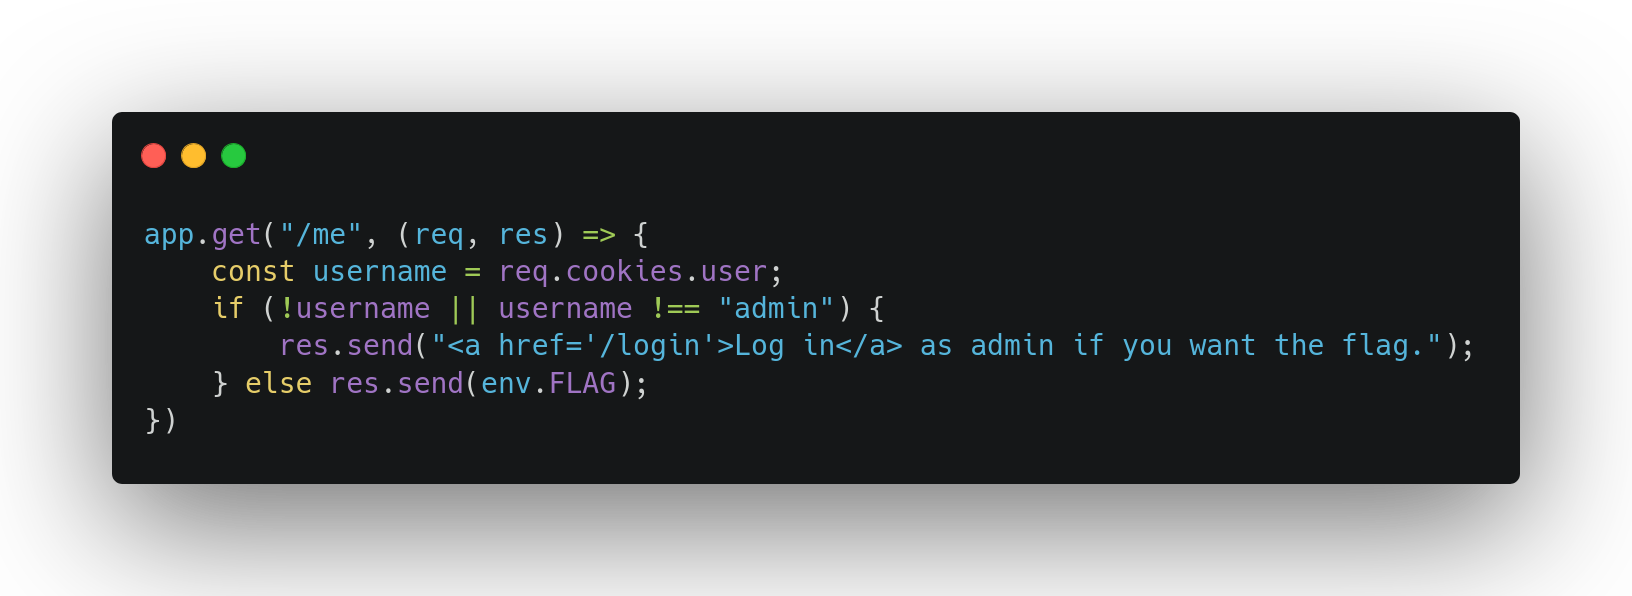 app.get("/me", (req, res) => {
    const username = req.cookies.user;
    if (!username || username !== "admin") {
        res.send("<a href='/login'>Log in</a> as admin if you want the flag.");
    } else res.send(env.FLAG);
})